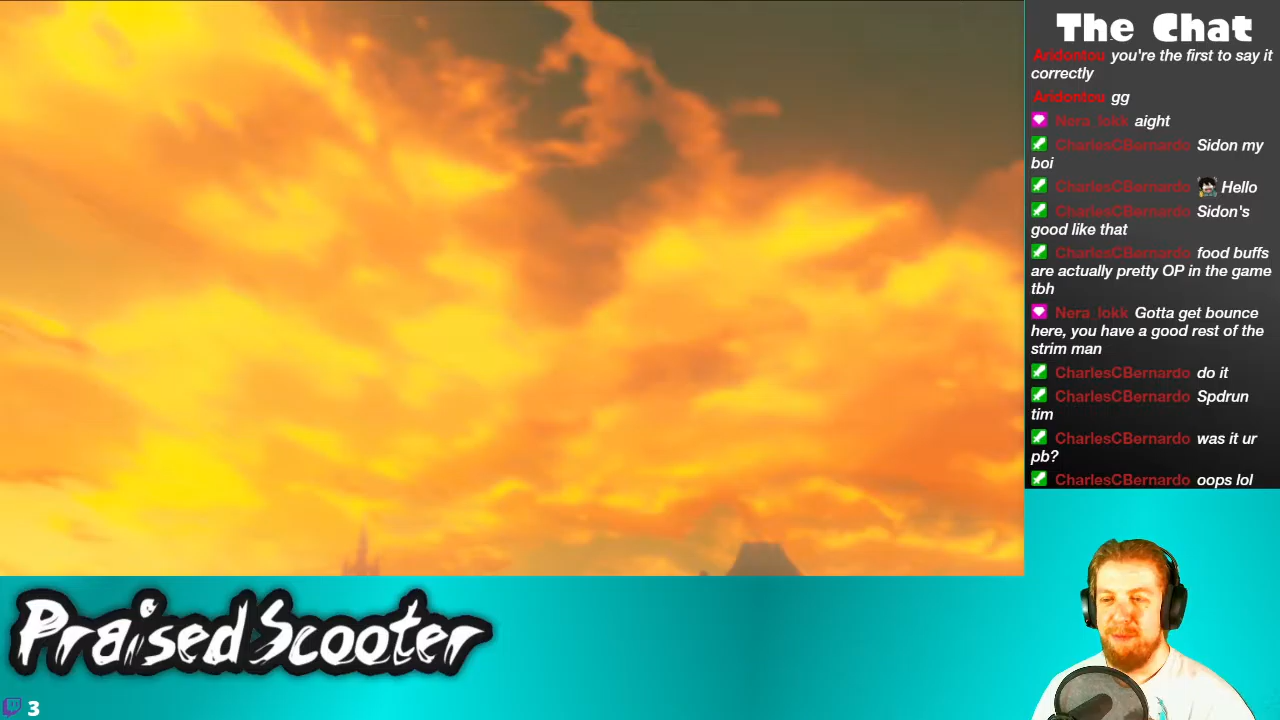 The Chat
Aridontou you're the first to say it
correctly
Aridontou gg
Nera_lokk aight
CharlesCBernardo Sidon my
boi
CharlesCBernardo Hello
CharlesCBernardo Sidon's
good like that
CharlesCBernardo food buffs
are actually pretty OP in the game
tbh
Nera_lokk Gotta get bounce
here, you have a good rest of the
strim man
CharlesCBernardo do it
CharlesCBernardo Spdrun
tim
CharlesCBernardo was it ur
pb?
CharlesCBernardo oops lol
PraisedScooter
3